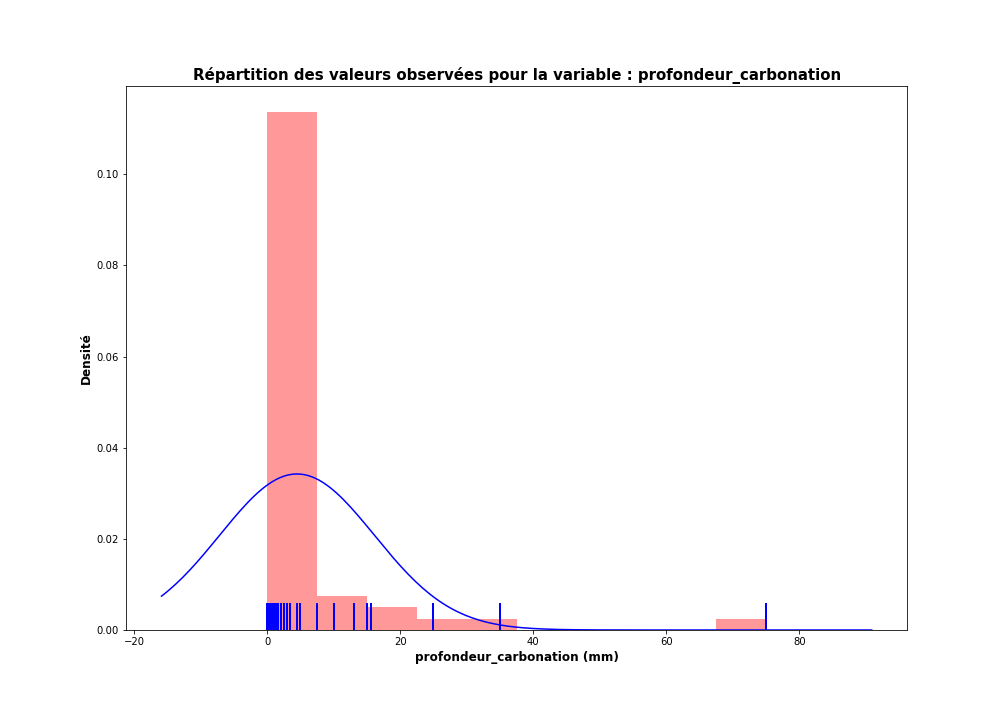 Répartition des valeurs observées pour la variable : profondeur_carbonation
0.10
0.08
0.06
0.04
0.02
0.00
Densité
−20 0 20 40 60 80
profondeur_carbonation (mm)